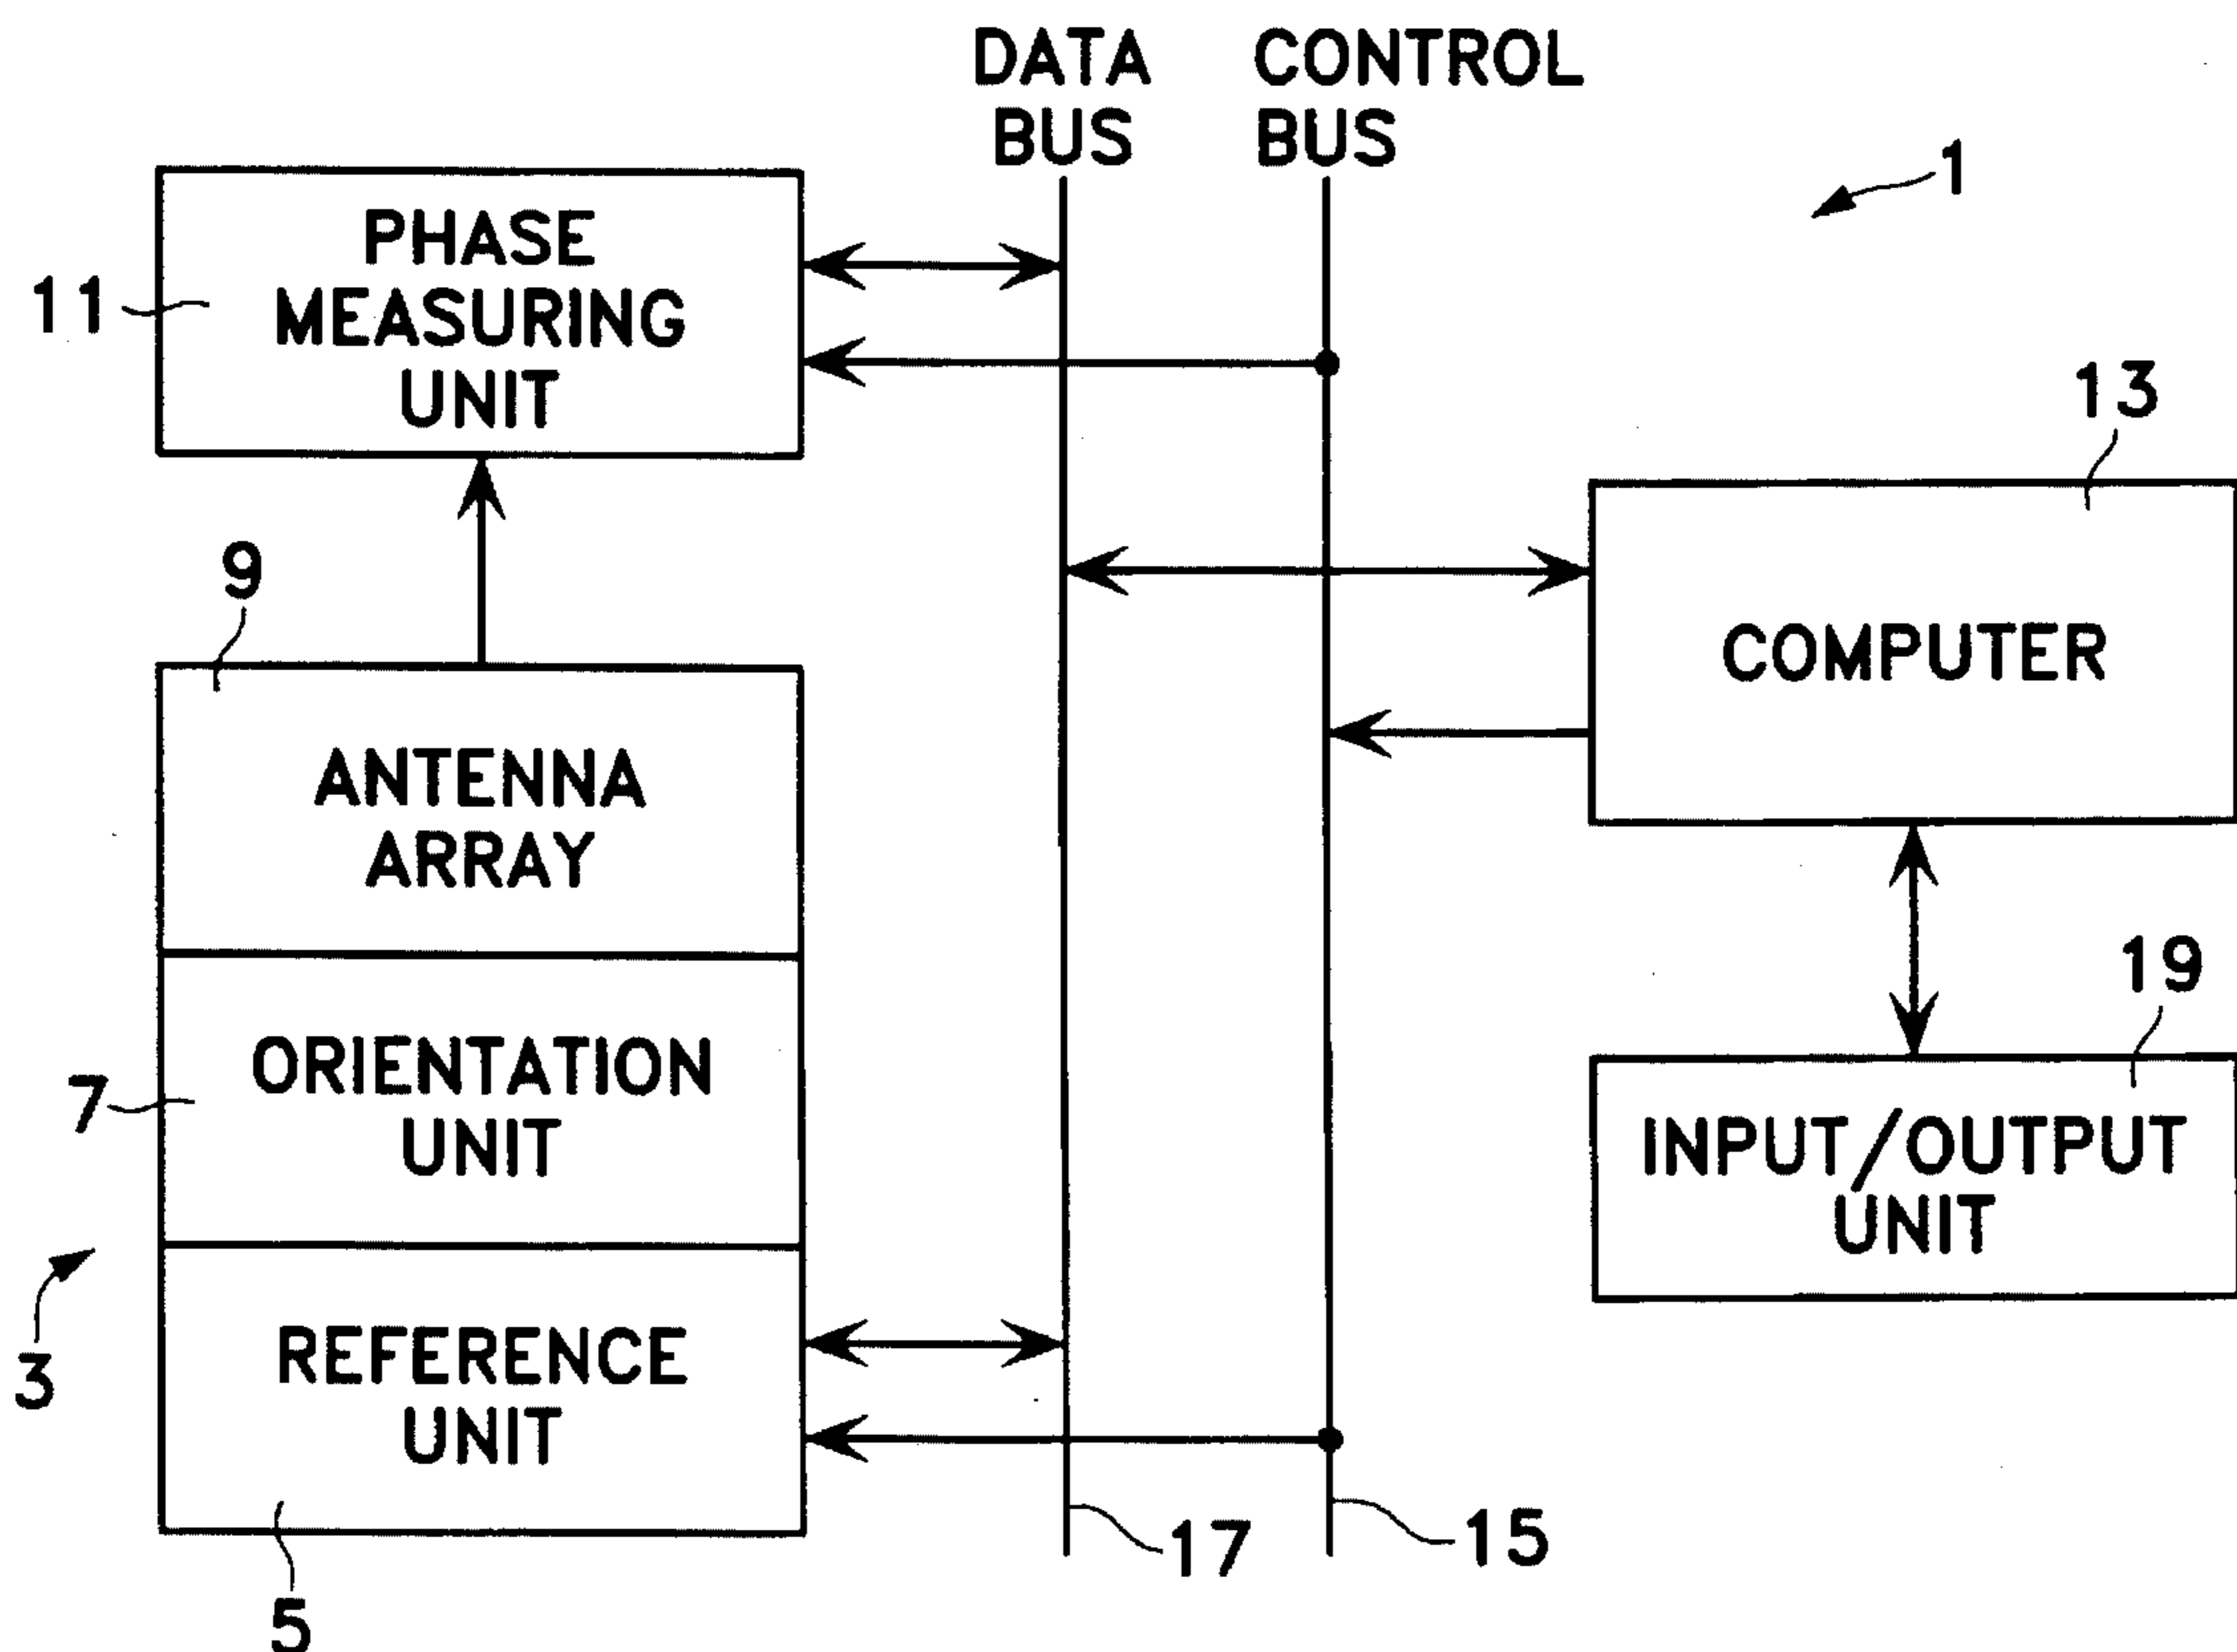 DATA
BUS
CONTROL
BUS
1
PHASE
MEASURING
UNIT
11
13
9
COMPUTER
ANTENNA
ARRAY
19
ORIENTATION
UNIT
7
INPUT/OUTPUT
UNIT
3
REFERENCE
UNIT
17
15
5